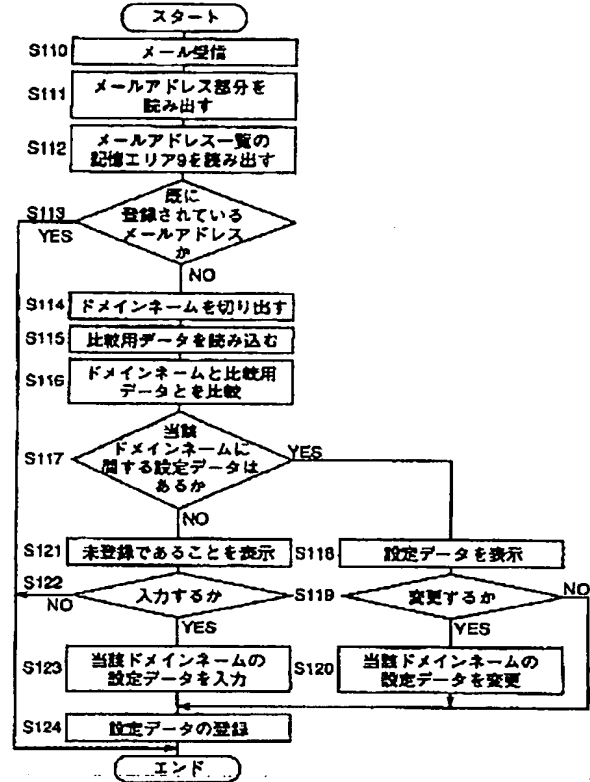 スタート
S110
メール受信
S111
メールアドレス部分を
読み出す
S112
メールアドレス一覧の
記憶エリア9を読み出す
S113
既に
登録されている
メールアドレス
か
YES
NO
S114
ドメインネームを切り出す
S115
比較用データを読み込む
S116
ドメインネームと比較用
データとを比較
S117
当該
ドメインネームに
関する設定データは
あるか
YES
NO
S121
未登録であることを表示
S118
設定データを表示
S122
入力するか
NO
YES
S119
変更するか
NO
YES
S123
当該ドメインネームの
設定データを入力
S120
当該ドメインネームの
設定データを変更
S124
設定データの登録
エンド